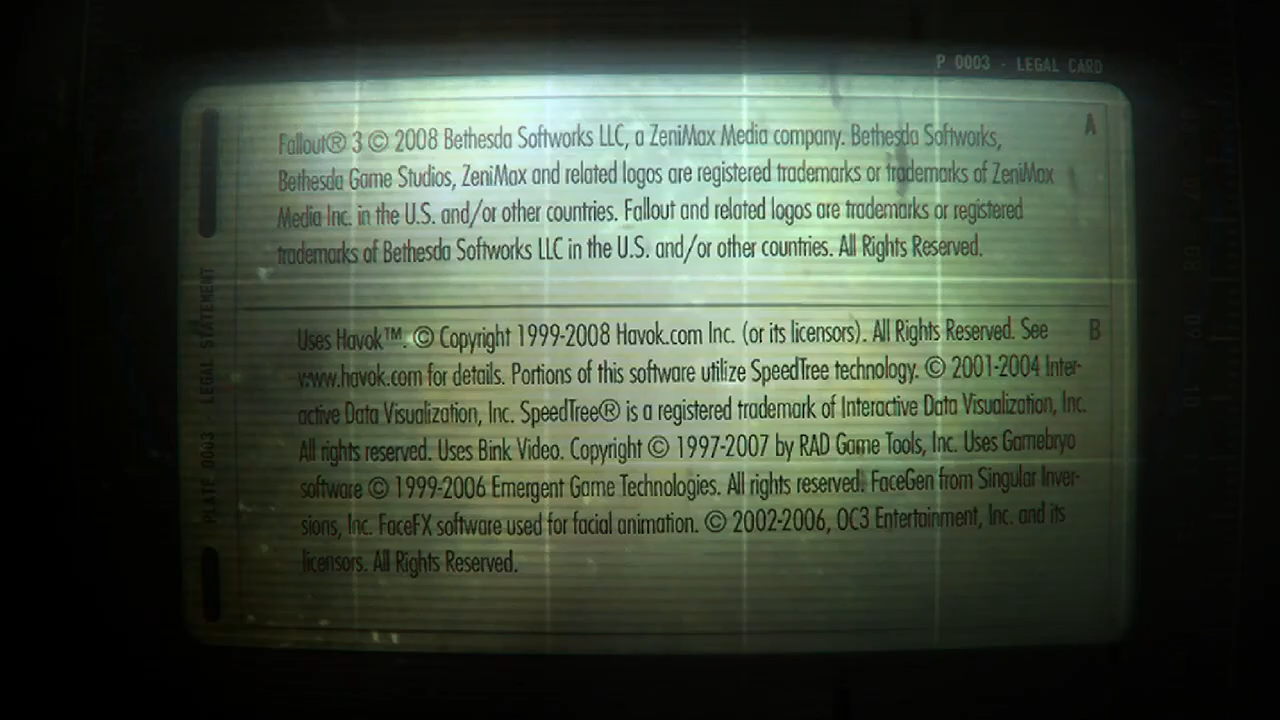 P 0003 - LEGAL CARD
A
Fallout® 3 © 2008 Bethesda Softworks LLC, a ZeniMax Media company. Bethesda Softworks,
Bethesda Game Studios, ZeniMax and related logos are registered trademarks or trademarks of ZeniMax
Media Inc. in the U.S. and/or other countries. Fallout and related logos are trademarks or registered
trademarks of Bethesda Softworks LLC in the U.S. and/or other countries. All Rights Reserved.
B
Uses Havok™. © Copyright 1999-2008 Havok.com Inc. (or its licensors). All Rights Reserved. See
www.havok.com for details. Portions of this software utilize SpeedTree technology. © 2001-2004 Inter-
active Data Visualization, Inc. SpeedTree® is a registered trademark of Interactive Data Visualization, Inc.
All rights reserved. Uses Bink Video. Copyright © 1997-2007 by RAD Game Tools, Inc. Uses Gamebryo
software © 1999-2006 Emergent Game Technologies. All rights reserved. FaceGen from Singular Inver-
sions, Inc. FaceFX software used for facial animation. © 2002-2006, OC3 Entertainment, Inc. and its
licensors. All Rights Reserved.
PLATE 0003 - LEGAL STATEMENT